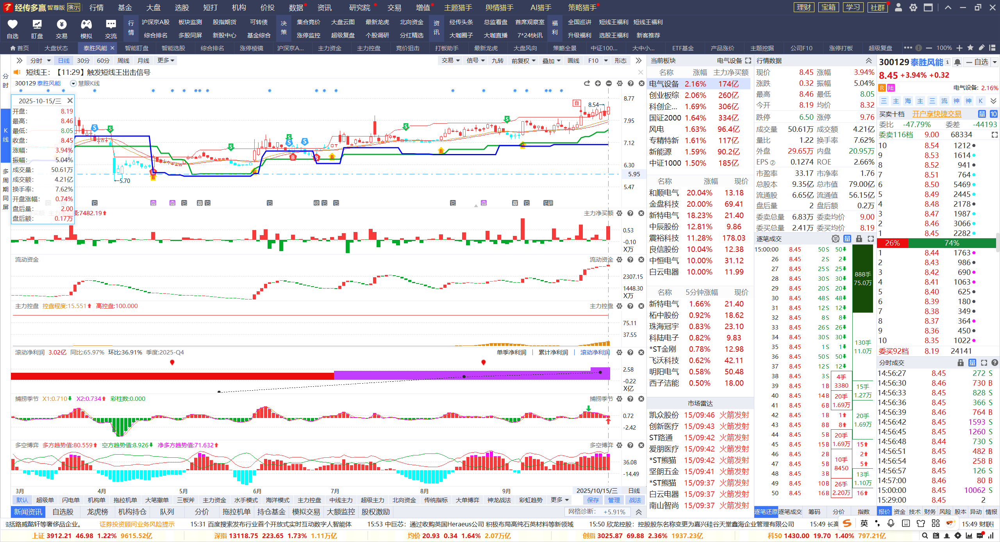 经传多赢 智尊版 演示 行情 基金 大盘 选股 短打 机构 价投 数据 资讯 研究院 交易 增值 主题猎手 舆情猎手 AI猎手 策略猎手 理财 宝箱 学习 社群
自选 盯盘 交易 模拟 交流
行情 沪深京A股 板块监测 股指期货 可转债 决策 集合竞价 大盘云图 最新龙虎 北向资金 资讯 经传头条 总监看盘 首席观察室 福利 全国巡讲 短线王福利 短线王福利
综合排名 多股同屏 新股中心 基金综合 涨停监控 超级复盘 个股调研 分红精选 大咖圈子 大咖直播 7*24快讯 升级福利 选股王福利 新客推荐
首页 大盘状态 泰胜风能 智能盯盘 智能选股 综合排名 涨停棱镜 沪深京A... 主力资金 主力控盘 竞价狙击 打板助手 最新龙虎 大盘风向 策略全景 中证100... 大中小... ETF基金 产品涨价 主题挖掘 公司F10 涨停打板 超级复盘 100%
分时 日线 30分 60分 周线 月线 更多 交易 信号 九转 前复权 叠加 画线 F10 形态
分时
K线
多周期同屏
短线王：【11:29】触发短线王出击信号
300129 泰胜风能 慧眼K线
2025-10-15/三
开盘: 8.19
最高: 8.46
最低: 8.05
收盘: 8.45
涨幅: 3.94%
振幅: 5.04%
成交量: 50.61万
成交额: 4.21亿
换手率: 7.62%
开盘涨幅: 0.74%
盘后量: 2.00
盘后额: 0.17万
8.54→
←5.70
自
8.77
7.95
7.12
6.30
5.95
5.47
主力净买额:7482.19 主力净买额
0.53
-0.10
X万
流动资金 流动资金
2307.15
1448.30
X万
主力控盘 控盘程度:15.551 高控盘:100.000 主力控盘
75.11
37.55
滚动净利润 3.02亿 同比:65.97% 环比:36.91% 季度:2025-Q4 单季净利润 累计净利润 滚动净利润
2.58
-0.22
X亿
捕捞季节 X1:0.710 X2:0.734 彩柱数:0.000 捕捞季节
0.72
-2.42
多空博弈 多方趋势值:80.559 空方趋势值:8.926 净多方趋势值:71.632 多空博弈
36.08
-14.49
3月 4月 5月 6月 7月 8月 9月 2025/10/15/三 日线
默认 超级单 闪电单 机构单 拖拉机单 大笔撤单 三板斧 主力资金 水手模式 海洋模式 主力控盘 中线主力 超级主力 北向资金 传统指标 大单博弈 神龙战法 彩虹趋势 更多 保存 管理 战法
新闻资讯 自选股 龙虎榜 机构持仓 队列 分价 拖拉机单 持仓基金 模拟交易 大额监控 股权激励 网格诊断: +5.91%
当前板块 电气设备
名称 涨幅 主力净买额
电气设备 2.16% 174亿
创业板综 2.06% 260亿
科创企... 1.69% 306亿
国证2000 1.64% 334亿
风电 1.63% 96.4亿
专精特新 1.61% 117亿
新能源 1.59% 90.2亿
中证1000 1.50% 185亿
名称 涨幅 现价
和顺电气 20.04% 13.18
金盘科技 20.00% 69.41
新特电气 18.23% 21.40
中辰股份 12.81% 9.86
震裕科技 11.28% 178.03
良信股份 10.04% 12.38
中恒电气 10.00% 31.12
白云电器 10.00% 11.99
名称 5分钟涨幅 现价
新特电气 1.66% 21.40
柘中股份 0.92% 18.62
珠海冠宇 0.83% 23.10
科陆电子 0.82% 9.83
*ST金刚 0.78% 12.98
飞沃科技 0.62% 42.11
明阳电气 0.58% 50.48
西子洁能 0.50% 18.00
市场雷达
凯众股份 15/09:46 火箭发射
创新医疗 15/09:43 火箭发射
ST路通 15/09:42 火箭发射
爱朋医疗 15/09:42 火箭发射
*ST熊猫 15/09:42 火箭发射
坚朗五金 15/09:41 火箭发射
*ST熊猫 15/09:37 火箭发射
白云电器 15/09:37 火箭发射
南山智尚 15/09:37 火箭发射
行情数据
现价 8.45 涨幅 3.94%
涨跌 0.32 振幅 5.04%
最高 8.46 最低 8.05
今开 8.19 均价 8.32
跌停 6.50 涨停 9.76
成交量 50.61万 成交额 4.21亿
量比 1.22 换手率 7.62%
外盘 29.65万 内盘 20.95万
EPS② 0.1274 ROE 2.66%
市盈率 33.17 市净率 1.76
总股本 9.35亿 总市值 79.00亿
流通股 6.65亿 流通值 56.15亿
盘后量 2 盘后额 0.2万
委卖总量 6.83万 委卖均价 9.00
委买总量 2.41万 委买均价 8.19
逐笔成交 量
15:00:00 8.45 50 S 50
26 8.45 2 S 2
27 8.45 25 S 25
28 8.45 30 S 30
29 8.45 20 S 20
30 8.45 48 S 48
31 8.45 12 S 12
32 8.45 8 S 8
33 8.45 26 S 26
34 8.45 30 S 30
35 8.45 1 S 1
36 8.45 50 S 50
37 8.45 12 S 12
38 8.45 3 S
39 8.45 1 B
40 8.45 14 B
41 8.45 6 B
42 8.45 1 B 1
43 8.45 8 B 8
44 8.45 5 B
45 8.45 15 B 15
46 8.45 2 B 2
47 8.45 5 B 5
48 8.45 3 B
49 8.45 10 B
50 8.45 16 B 16
4手 3380
20手 1.69万
20手 1.69万
10手 8450
26手 2.20万
888手 75.0万
130手 11.0万
15手 1.27万
20手 1.69万
13手 1.10万
逐笔还原 逐笔成交 筹码 分价 指数
300129 泰胜风能 自选
8.45 +3.94% +0.32
R 陆 电气设备: 2.16%
三 主 海 主 三 流 神 神 K
买卖十档 开户享快捷交易 量 10
委比 -47.79% 委差 -44193
委卖116档 9.00 68334
10 8.54 1212
9 8.53 1614
8 8.52 941
7 8.51 764
6 8.50 5469
5 8.49 2445
4 8.48 2178
3 8.47 1987
2 8.46 3066
1 8.45 2282
26% 74%
1 8.44 1763
2 8.43 986
3 8.42 690
4 8.41 1063
5 8.40 625
6 8.39 180
7 8.38 349
8 8.37 364
9 8.36 450
10 8.35 1022
委买92档 8.19 24141
分时成交 量
14:56:27 8.45 272 S
14:56:30 8.46 730 B
14:56:33 8.45 828 S
14:56:36 8.45 366 S
14:56:39 8.46 764 B
14:56:42 8.45 1593 S
14:56:45 8.45 1260 S
14:56:48 8.44 730 S
14:56:51 8.45 482 B
14:56:54 8.46 258 B
14:56:57 8.45 126 S
14:57:00 8.46 80 B
15:00:00 8.45 10062 S
15:29:00 8.45 2
报价 资金 技术 财务 风险 股本 异动 情报
包括路威酩轩等奢侈品企业。 证券投资顾问业务风险提示 15:31 百度搜索发布行业首个开放式实时互动数字人智能体 15:53 中巨芯：通过收购英国Heraeus公司 积极布局高纯石英材料等新领域 15:50 欣龙控股：控股股东名称变更为嘉兴硅谷天堂鑫海企业管理有限公司 15:49 长高 英 15:49 财联社
上证 3912.21 46.98 1.22% 9615.52亿 深指 13118.75 223.65 1.73% 1.11万亿 均价 20.93 0.34 1.64% 2.07万亿 创指 3025.87 69.88 2.36% 1937.23亿 科50 1430.00 19.70 1.40% 797.21亿